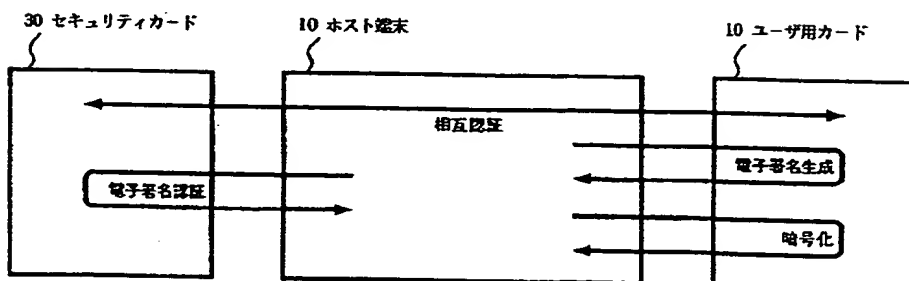 30 セキュリティカード
10 ホスト端末
10 ユーザ用カード
相互認証
電子署名生成
電子署名認証
暗号化